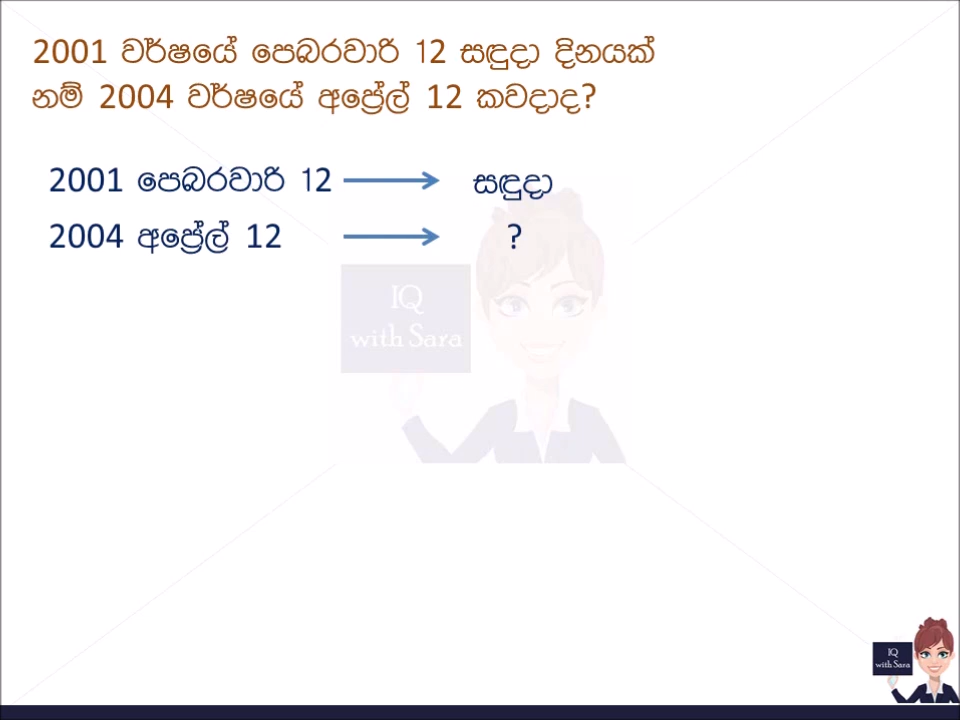 2001 වර්ෂයේ පෙබරවාරි 12 සඳුදා දිනයක්
නම් 2004 වර්ෂයේ අප්‍රේල් 12 කවදාද?
2001 පෙබරවාරි 12 සඳුදා
2004 අප්‍රේල් 12 ?
IQ
with Sara
IQ
with Sara